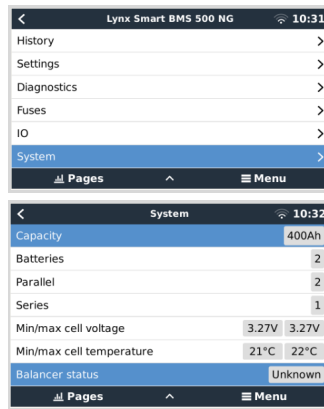 Lynx Smart BMS 500 NG 10:31
History
Settings
Diagnostics
Fuses
IO
System
Pages Menu
System 10:32
Capacity 400Ah
Batteries 2
Parallel 2
Series 1
Min/max cell voltage 3.27V 3.27V
Min/max cell temperature 21°C 22°C
Balancer status Unknown
Pages Menu